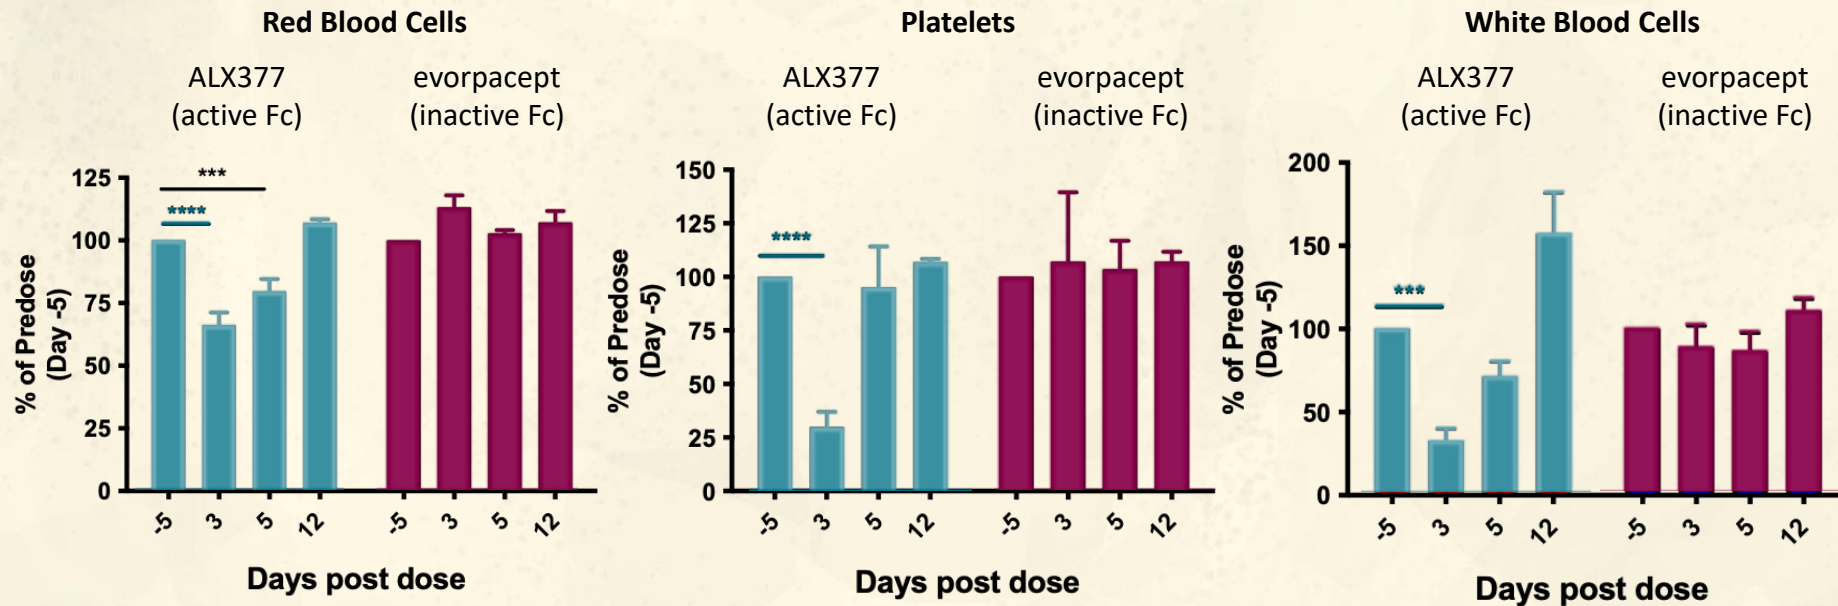 Red Blood Cells
ALX377
(active Fc)
evorpacept
(inactive Fc)
% of Predose
(Day -5)
125
100
75
50
25
0
***
****
-5 3 5 12 -5 3 5 12
Days post dose
Platelets
ALX377
(active Fc)
evorpacept
(inactive Fc)
% of Predose
(Day -5)
150
125
100
75
50
25
0
****
-5 3 5 12 -5 3 5 12
Days post dose
White Blood Cells
ALX377
(active Fc)
evorpacept
(inactive Fc)
% of Predose
(Day -5)
200
150
100
50
0
***
-5 3 5 12 -5 3 5 12
Days post dose